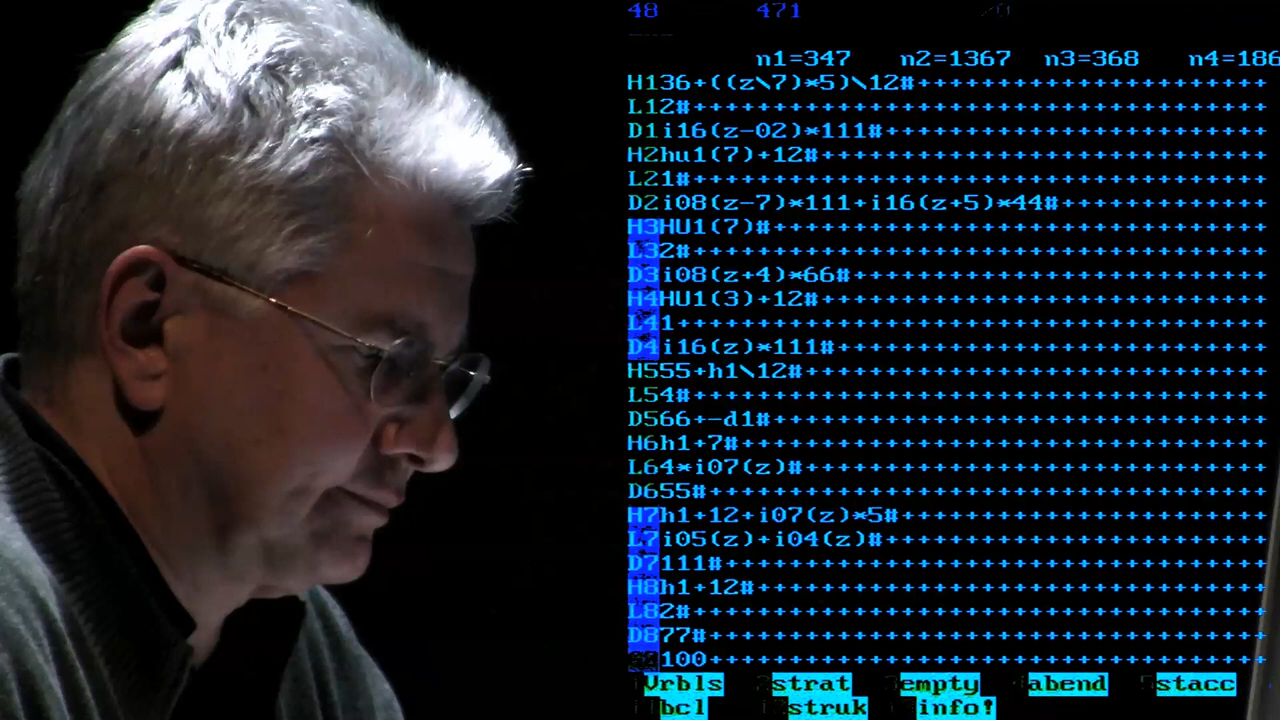 48 471
n1=347 n2=1367 n3=368 n4=186
H136+((z\7)*5)\12#++++++++++++++++++++++
L12#++++++++++++++++++++++++++++++++++++
D1i16(z-02)*111#++++++++++++++++++++++++
H2hu1(7)+12#++++++++++++++++++++++++++++
L21#++++++++++++++++++++++++++++++++++++
D2i08(z-7)*111+i16(z+5)*44#+++++++++++++
H3HU1(7)#+++++++++++++++++++++++++++++++
L32#++++++++++++++++++++++++++++++++++++
D3i08(z+4)*66#++++++++++++++++++++++++++
H4HU1(3)+12#++++++++++++++++++++++++++++
L41+++++++++++++++++++++++++++++++++++++
D4i16(z)*111#+++++++++++++++++++++++++++
H555+h1\12#+++++++++++++++++++++++++++++
L54#++++++++++++++++++++++++++++++++++++
D566+-d1#+++++++++++++++++++++++++++++++
H6h1+7#+++++++++++++++++++++++++++++++++
L64*i07(z)#+++++++++++++++++++++++++++++
D655#+++++++++++++++++++++++++++++++++++
H7h1+12+i07(z)*5#+++++++++++++++++++++++
L7i05(z)+i04(z)#++++++++++++++++++++++++
D7111#++++++++++++++++++++++++++++++++++
H8h1+12#++++++++++++++++++++++++++++++++
L82#++++++++++++++++++++++++++++++++++++
D877#+++++++++++++++++++++++++++++++++++
100+++++++++++++++++++++++++++++++++++
Vrbls strat empty abend stacc
bcl struk info!